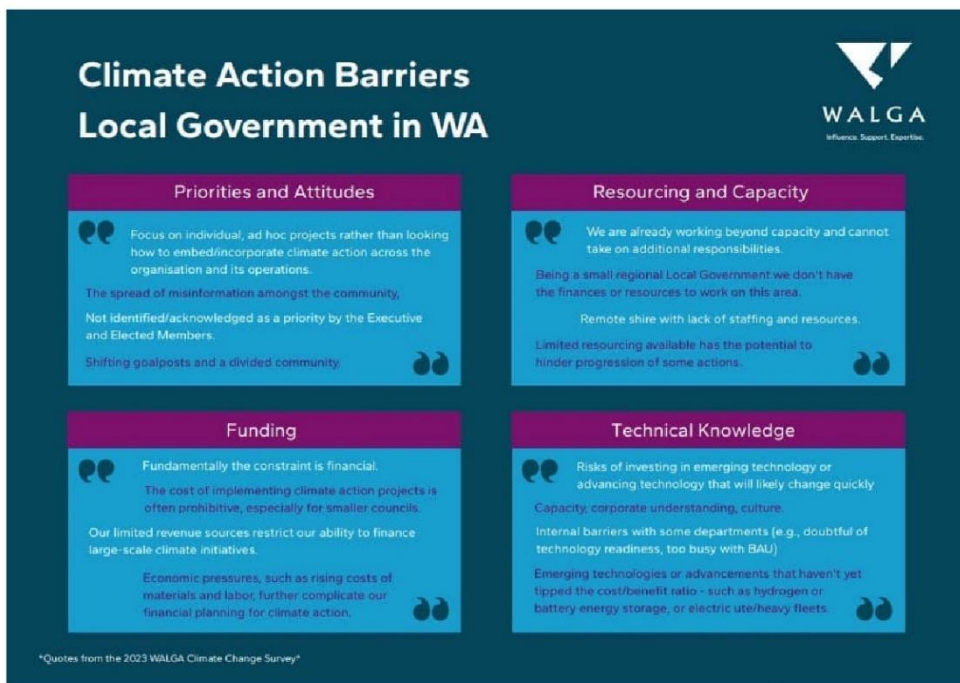 Climate Action Barriers
Local Government in WA
WALGA
Influence. Support. Expertise.
Priorities and Attitudes
Focus on individual, ad hoc projects rather than looking
how to embed/incorporate climate action across the
organisation and its operations.
The spread of misinformation amongst the community,
Not identified/acknowledged as a priority by the Executive
and Elected Members.
Shifting goalposts and a divided community.
Resourcing and Capacity
We are already working beyond capacity and cannot
take on additional responsibilities.
Being a small regional Local Government we don't have
the finances or resources to work on this area.
Remote shire with lack of staffing and resources.
Limited resourcing available has the potential to
hinder progression of some actions.
Funding
Fundamentally the constraint is financial.
The cost of implementing climate action projects is
often prohibitive, especially for smaller councils.
Our limited revenue sources restrict our ability to finance
large-scale climate initiatives.
Economic pressures, such as rising costs of
materials and labor, further complicate our
financial planning for climate action.
Technical Knowledge
Risks of investing in emerging technology or
advancing technology that will likely change quickly
Capacity, corporate understanding, culture.
Internal barriers with some departments (e.g., doubtful of
technology readiness, too busy with BAU)
Emerging technologies or advancements that haven't yet
tipped the cost/benefit ratio - such as hydrogen or
battery energy storage, or electric ute/heavy fleets.
*Quotes from the 2023 WALGA Climate Change Survey*